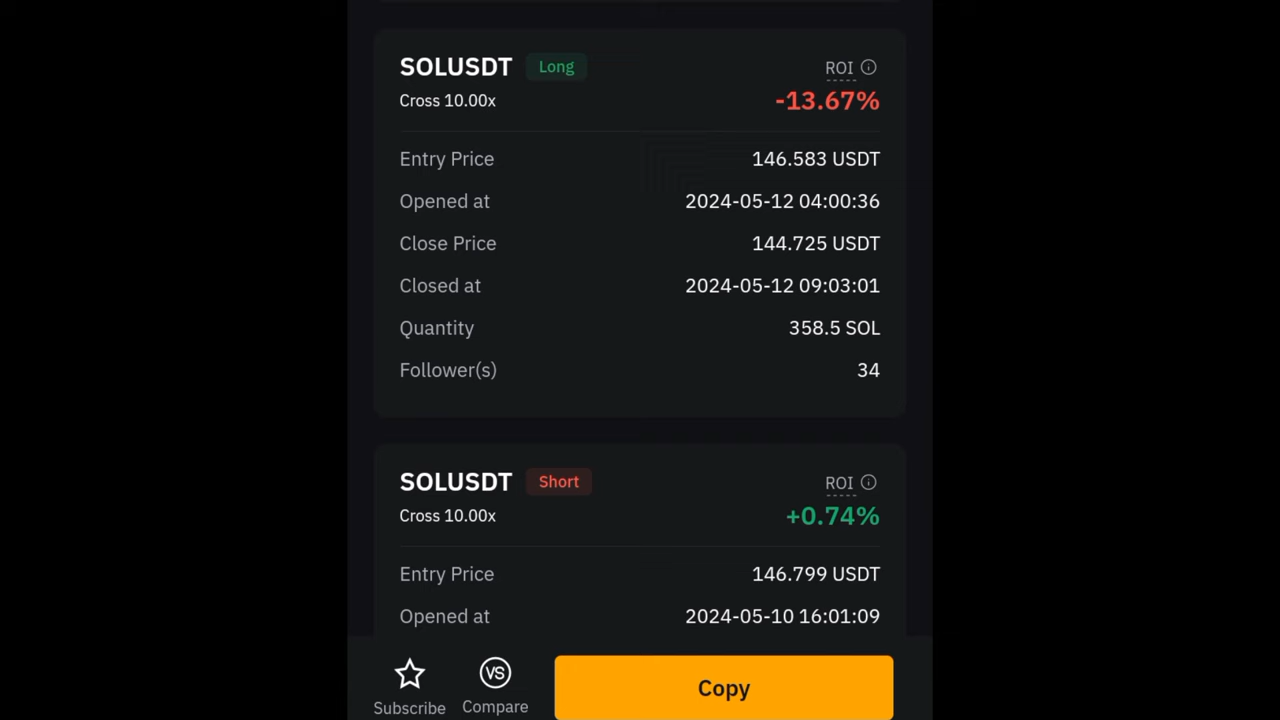 SOLUSDT Long ROI
Cross 10.00x -13.67%
Entry Price 146.583 USDT
Opened at 2024-05-12 04:00:36
Close Price 144.725 USDT
Closed at 2024-05-12 09:03:01
Quantity 358.5 SOL
Follower(s) 34
SOLUSDT Short ROI
Cross 10.00x +0.74%
Entry Price 146.799 USDT
Opened at 2024-05-10 16:01:09
VS
Subscribe Compare Copy